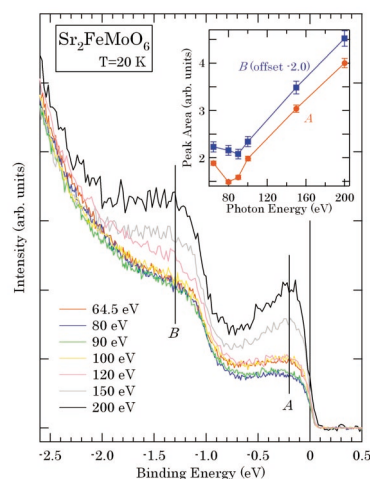 Sr₂FeMoO₆
T=20 K
Intensity (arb. units)
Peak Area (arb. units)
4
3
2
B (offset -2.0)
A
80
120
160
200
Photon Energy (eV)
64.5 eV
80 eV
90 eV
100 eV
120 eV
150 eV
200 eV
B
A
-2.5
-2.0
-1.5
-1.0
-0.5
0
0.5
Binding Energy (eV)